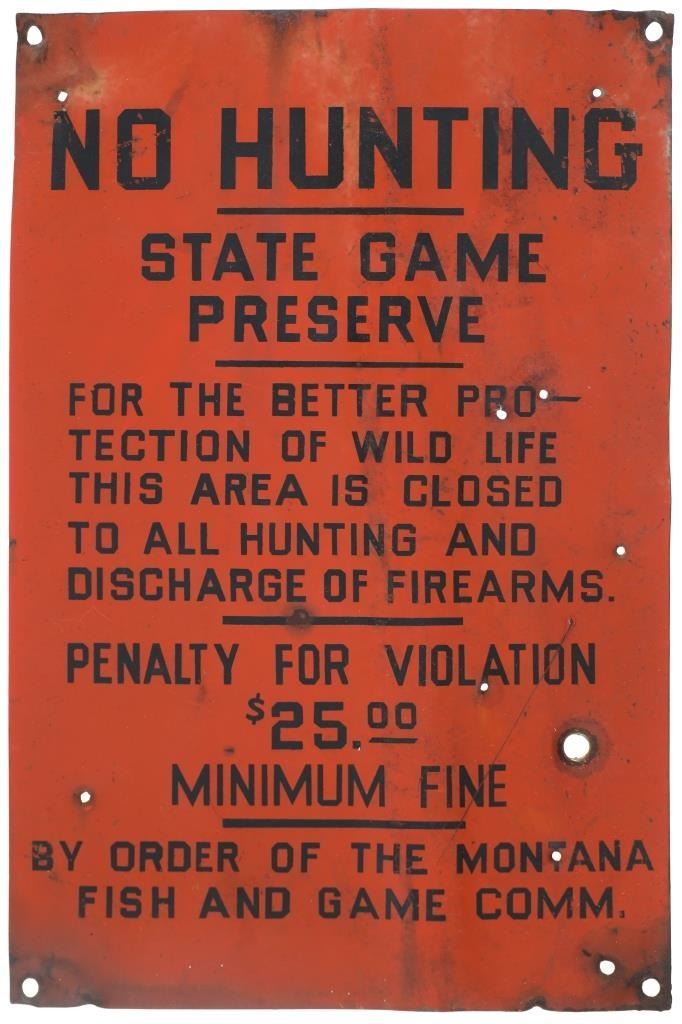 NO HUNTING
STATE GAME
PRESERVE
FOR THE BETTER PRO-
TECTION OF WILD LIFE
THIS AREA IS CLOSED
TO ALL HUNTING AND
DISCHARGE OF FIREARMS.
PENALTY FOR VIOLATION
$25.00
MINIMUM FINE
BY ORDER OF THE MONTANA
FISH AND GAME COMM.